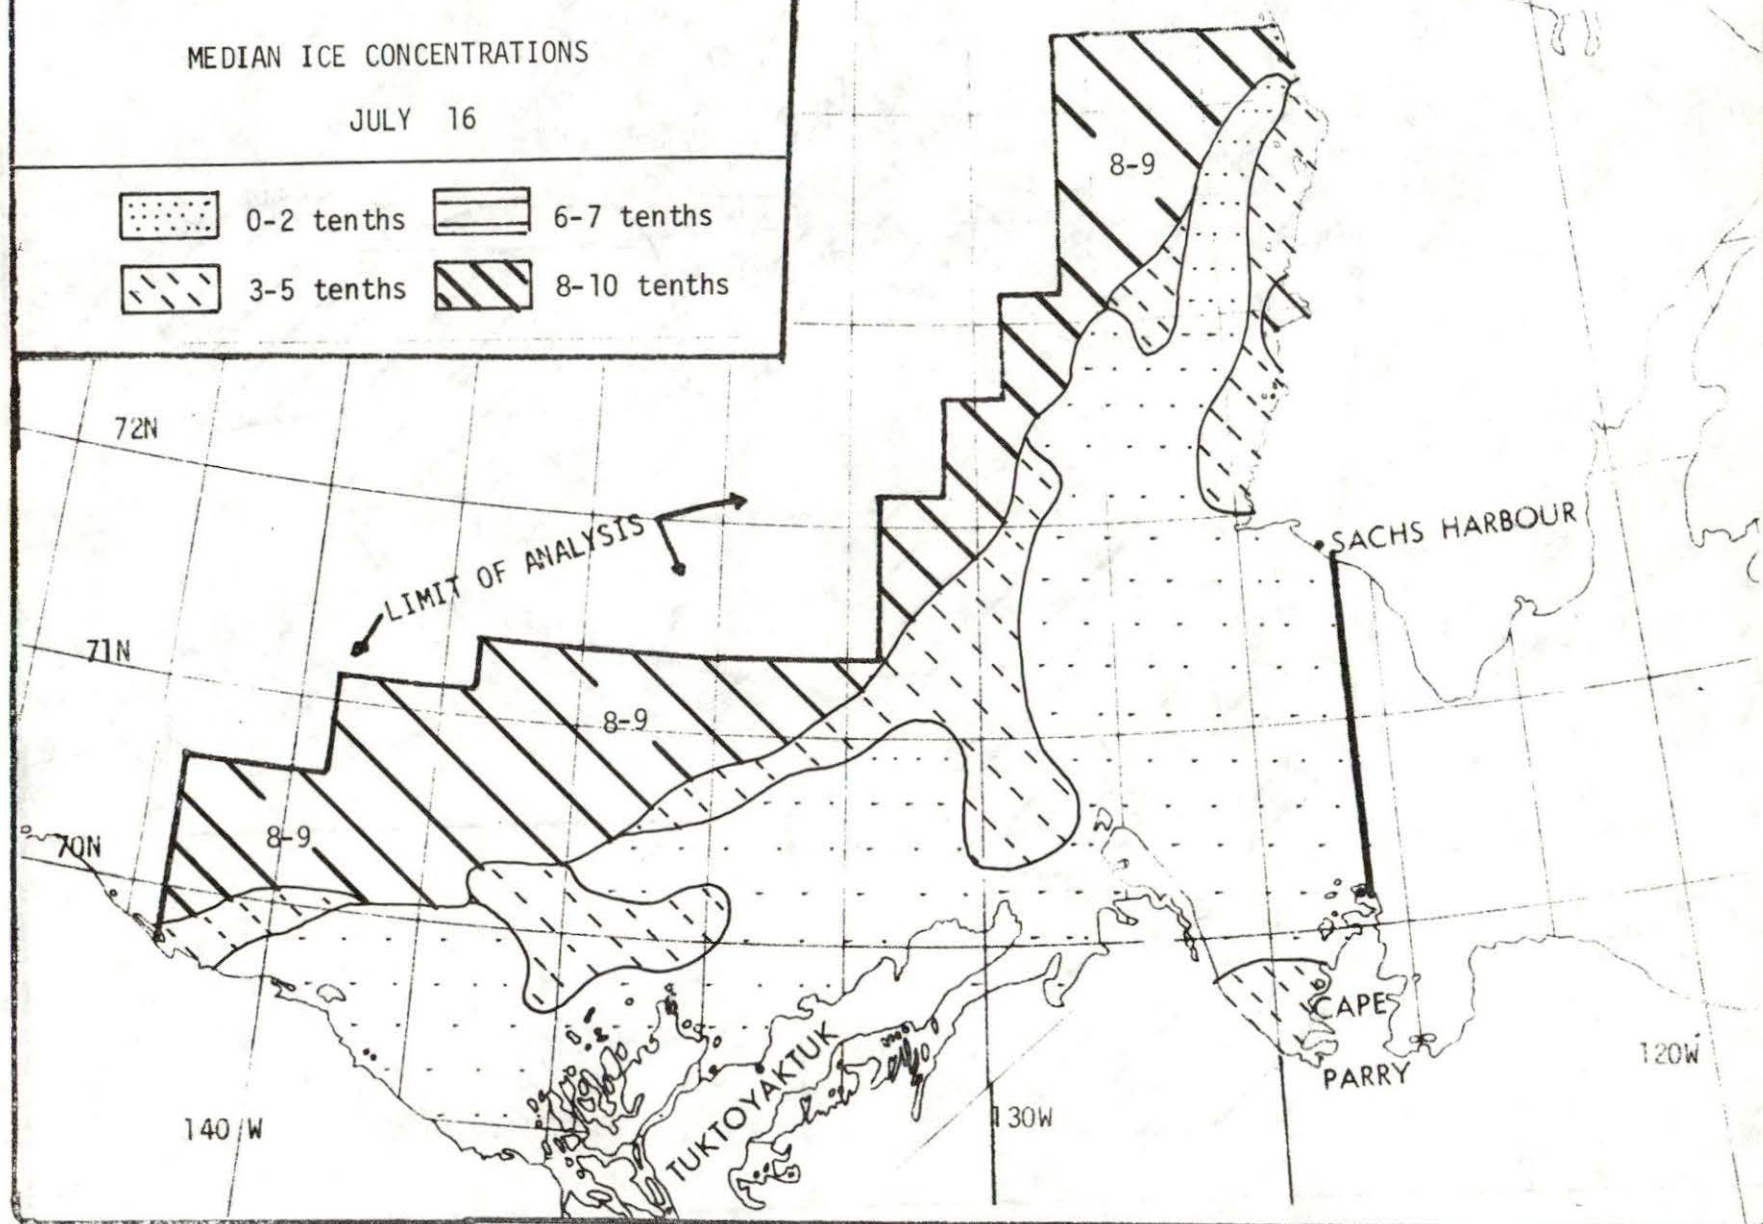 MEDIAN ICE CONCENTRATIONS
JULY 16
0-2 tenths
6-7 tenths
3-5 tenths
8-10 tenths
8-9
72N
LIMIT OF ANALYSIS
SACHS HARBOUR
71N
8-9
8-9
70N
CAPE
PARRY
TUKTOYAKTUK
140 W
130W
120W